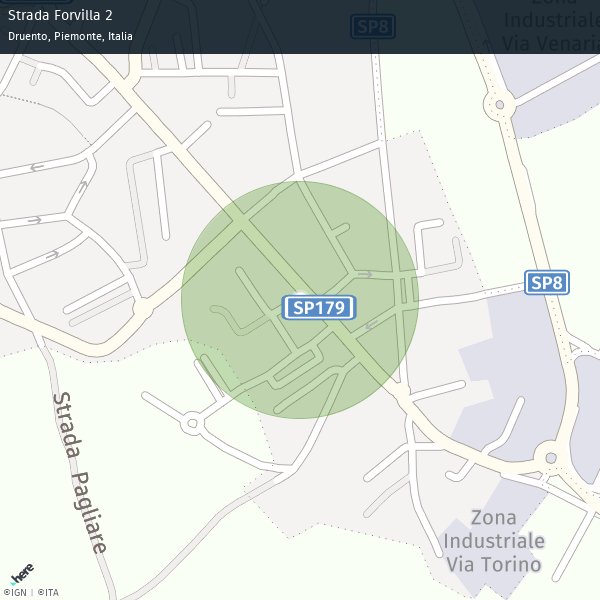 Strada Forvilla 2
Druento, Piemonte, Italia
SP8
Zona
Industriale
Via Venaria
SP8
SP179
Strada Pagliare
Zona
Industriale
Via Torino
here
©IGN | ©ITA